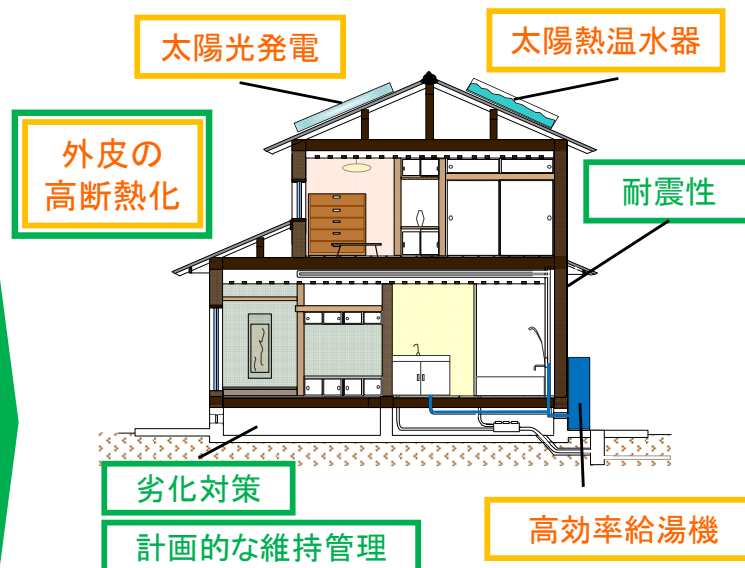 太陽光発電
太陽熱温水器
外皮の
高断熱化
耐震性
劣化対策
計画的な維持管理
高効率給湯機